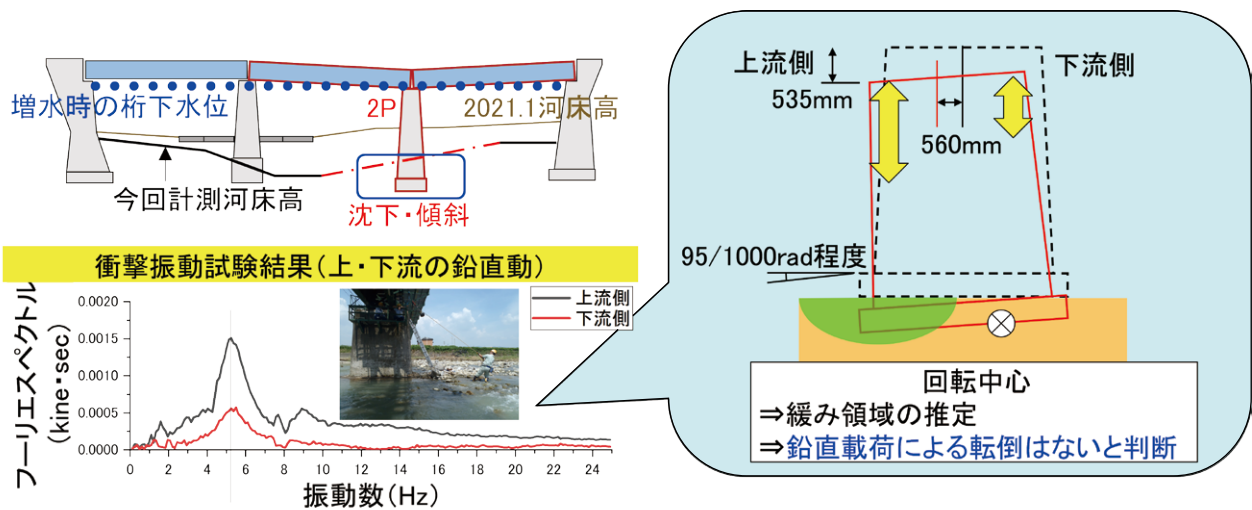 増水時の桁下水位
2P
2021.1河床高
今回計測河床高
沈下・傾斜
衝撃振動試験結果（上・下流の鉛直動）
フーリエスペクトル
(kine・sec)
0.0020
0.0015
0.0010
0.0005
0.0000
上流側
下流側
0 2 4 6 8 10 12 14 16 18 20 22 24
振動数(Hz)
上流側
下流側
535mm
560mm
95/1000rad程度
回転中心
⇒緩み領域の推定
⇒鉛直載荷による転倒はないと判断